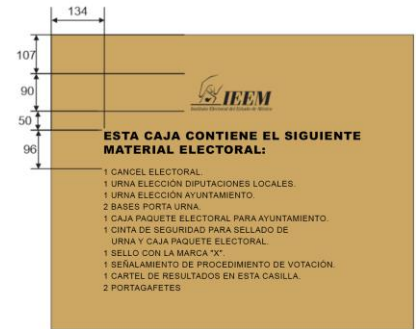 134
107
90
50
96
IEEM
Instituto Electoral del Estado de México
ESTA CAJA CONTIENE EL SIGUIENTE
MATERIAL ELECTORAL:
1 CANCEL ELECTORAL.
1 URNA ELECCIÓN DIPUTACIONES LOCALES.
1 URNA ELECCIÓN AYUNTAMIENTO.
2 BASES PORTA URNA.
1 CAJA PAQUETE ELECTORAL PARA AYUNTAMIENTO.
1 CINTA DE SEGURIDAD PARA SELLADO DE
URNA Y CAJA PAQUETE ELECTORAL.
1 SELLO CON LA MARCA "X".
1 SEÑALAMIENTO DE PROCEDIMIENTO DE VOTACIÓN.
1 CARTEL DE RESULTADOS EN ESTA CASILLA.
2 PORTAGAFETES